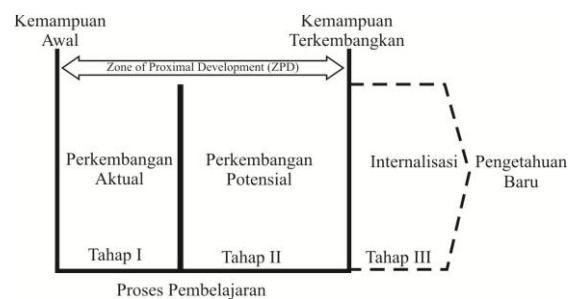 Kemampuan
Awal
Kemampuan
Terkembangkan
Zone of Proximal Development (ZPD)
Perkembangan
Aktual
Perkembangan
Potensial
Internalisasi
Pengetahuan
Baru
Tahap I
Tahap II
Tahap III
Proses Pembelajaran